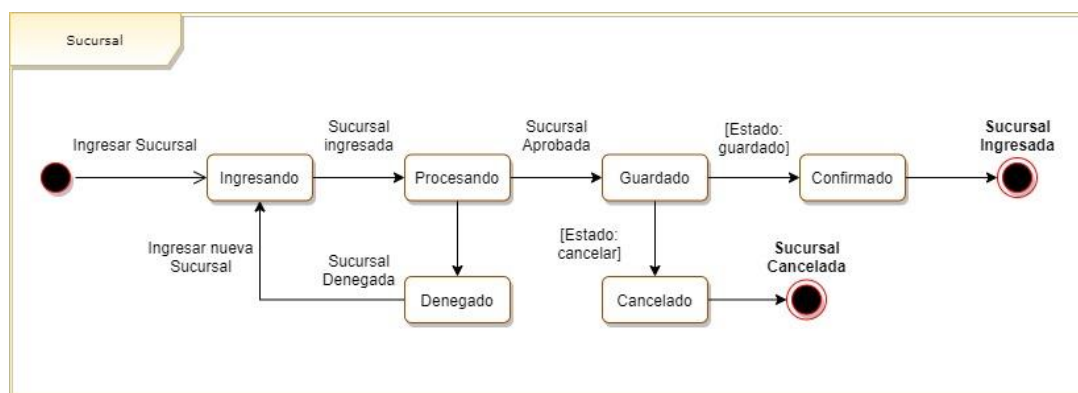 Sucursal
Ingresar Sucursal
Sucursal
ingresada
Sucursal
Aprobada
[Estado:
guardado]
Sucursal
Ingresada
Ingresando
Procesando
Guardado
Confirmado
Ingresar nueva
Sucursal
Sucursal
Denegada
[Estado:
cancelar]
Sucursal
Cancelada
Denegado
Cancelado